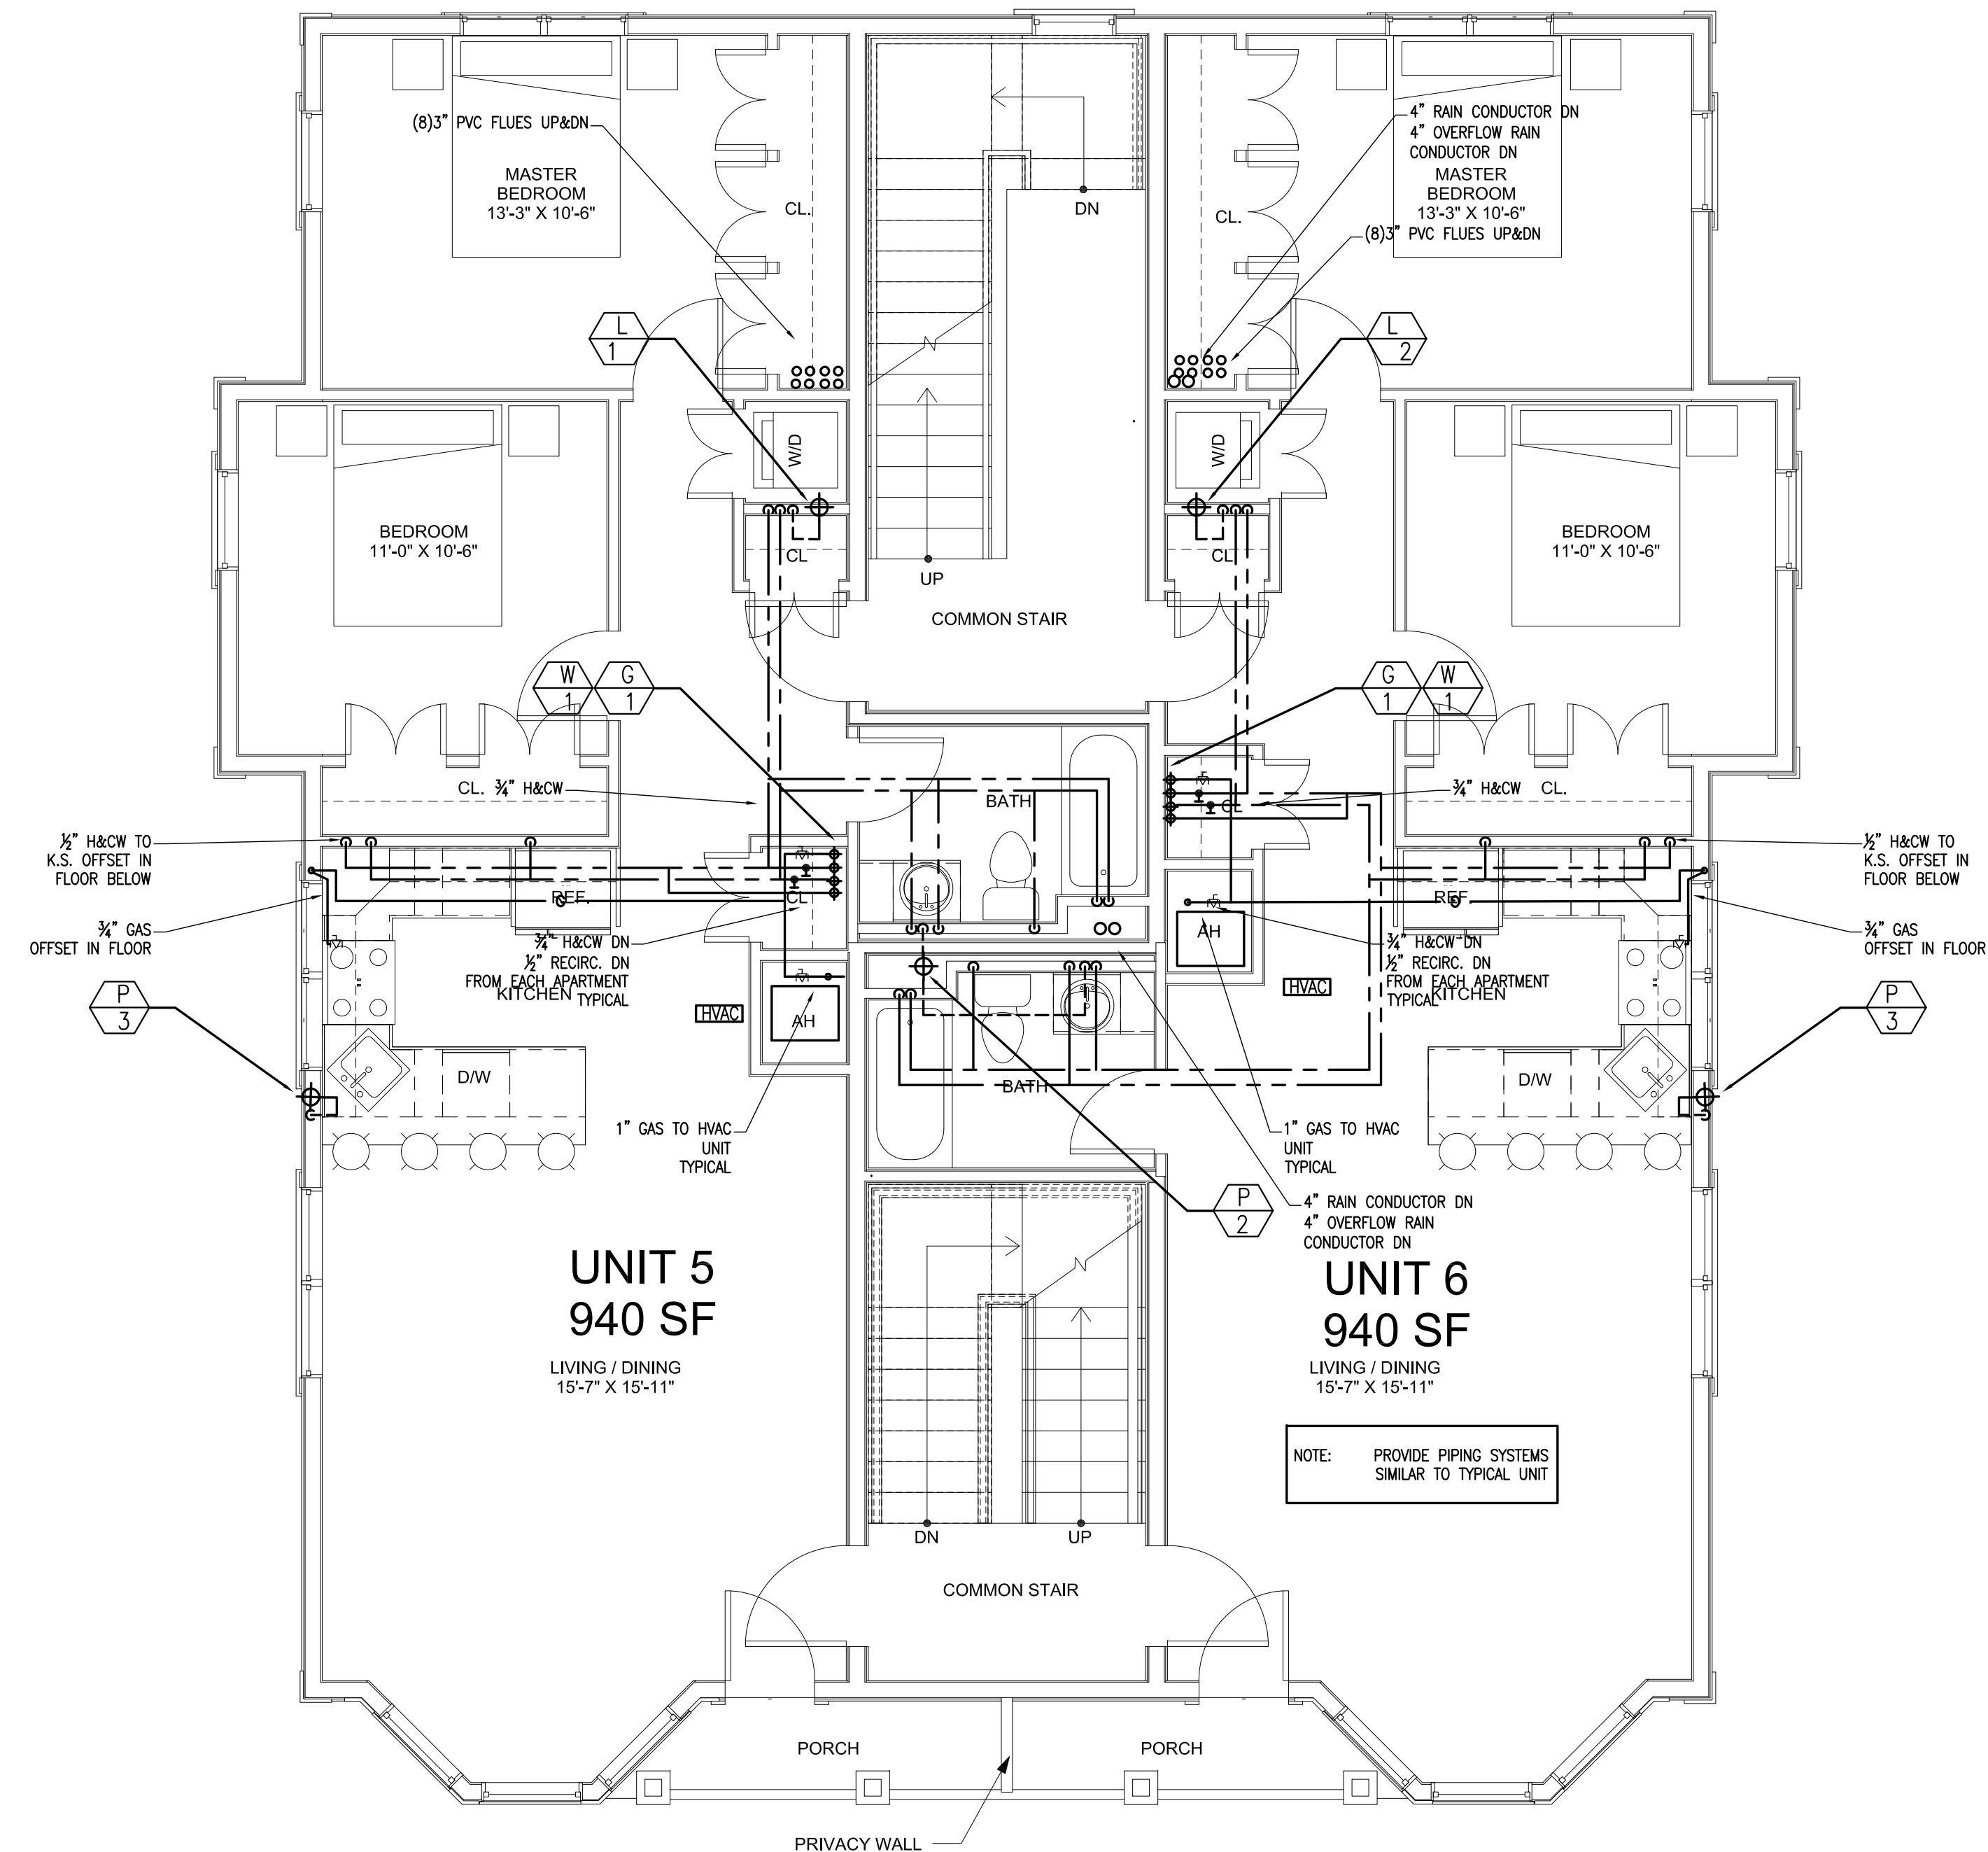 (8)3" PVC FLUES UP&DN
MASTER
BEDROOM
13'-3" X 10'-6"
CL.
DN
4" RAIN CONDUCTOR DN
4" OVERFLOW RAIN
CONDUCTOR DN
MASTER
BEDROOM
13'-3" X 10'-6"
CL.
(8)3" PVC FLUES UP&DN
L
1
N
L
2
W/D
W/D
BEDROOM
11'-0" X 10'-6"
BEDROOM
11'-0" X 10'-6"
CL
CL
UP
COMMON STAIR
W
1
G
1
G
1
W
1
CL. ¾" H&CW
BATH
CL
¾" H&CW CL.
½" H&CW TO
K.S. OFFSET IN
FLOOR BELOW
½" H&CW TO
K.S. OFFSET IN
FLOOR BELOW
REF.
CL
REF.
¾" GAS
OFFSET IN FLOOR
¾" H&CW DN
½" RECIRC. DN
FROM EACH APARTMENT
TYPICAL
KITCHEN
AH
¾" H&CW DN
½" RECIRC. DN
FROM EACH APARTMENT
TYPICAL
KITCHEN
¾" GAS
OFFSET IN FLOOR
P
3
HVAC
AH
HVAC
P
3
D/W
BATH
D/W
1" GAS TO HVAC
UNIT
TYPICAL
1" GAS TO HVAC
UNIT
TYPICAL
P
2
4" RAIN CONDUCTOR DN
4" OVERFLOW RAIN
CONDUCTOR DN
N
UNIT 5
940 SF
LIVING / DINING
15'-7" X 15'-11"
UNIT 6
940 SF
LIVING / DINING
15'-7" X 15'-11"
NOTE: PROVIDE PIPING SYSTEMS
SIMILAR TO TYPICAL UNIT
DN
UP
COMMON STAIR
PORCH
PORCH
PRIVACY WALL